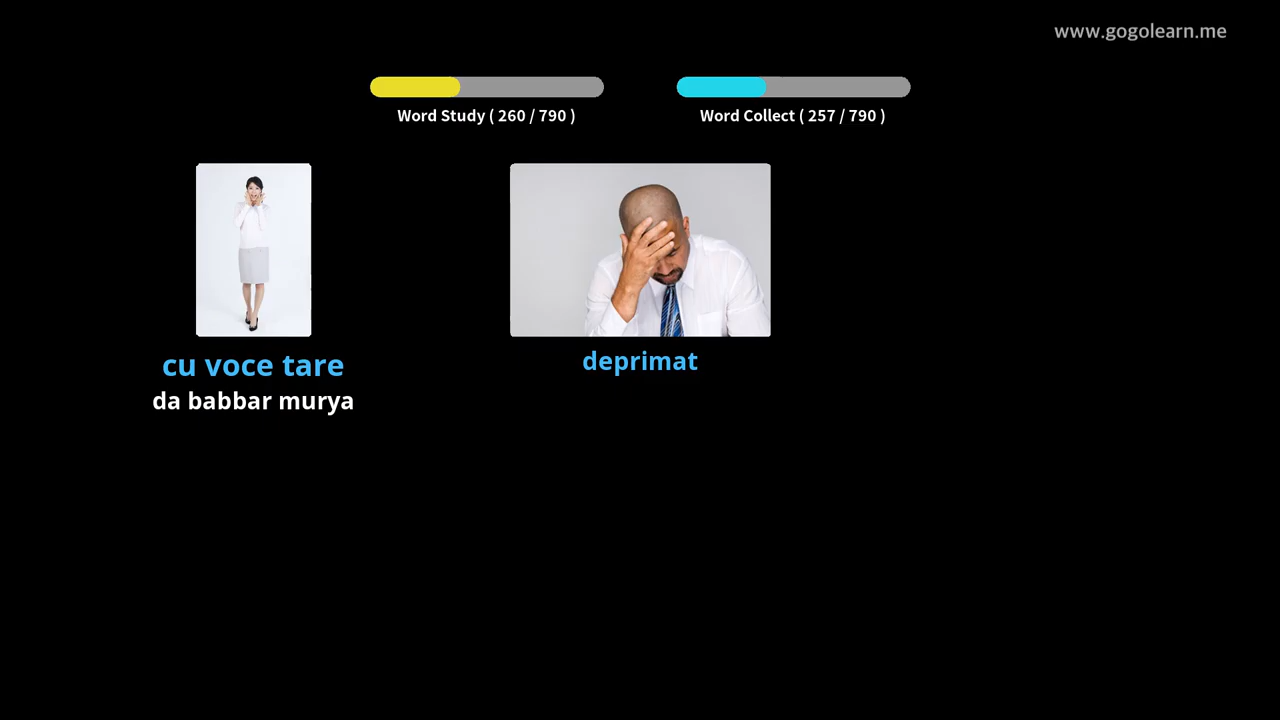 www.gogolearn.me
Word Study ( 260 / 790 )
Word Collect ( 257 / 790 )
cu voce tare
da babbar murya
deprimat